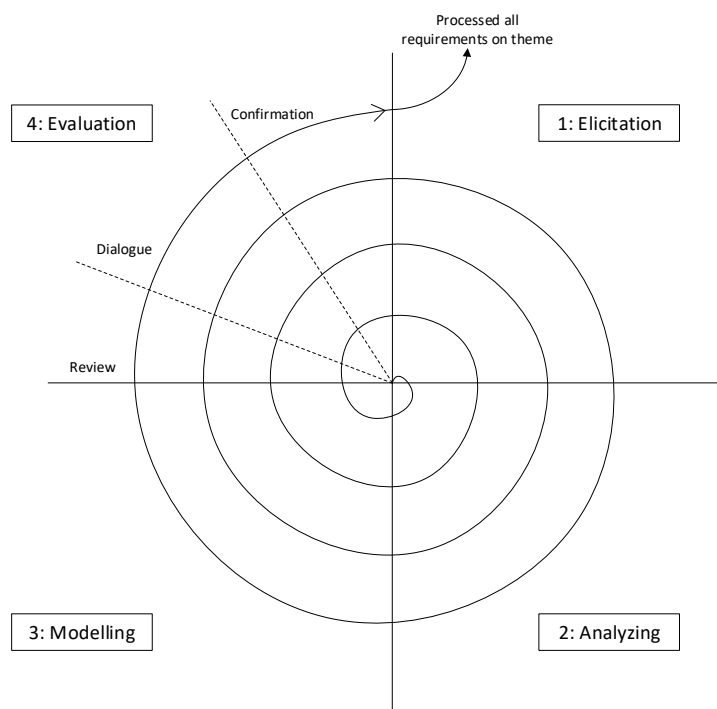 Processed all
requirements on theme
4: Evaluation
Confirmation
1: Elicitation
Dialogue
Review
3: Modelling
2: Analyzing